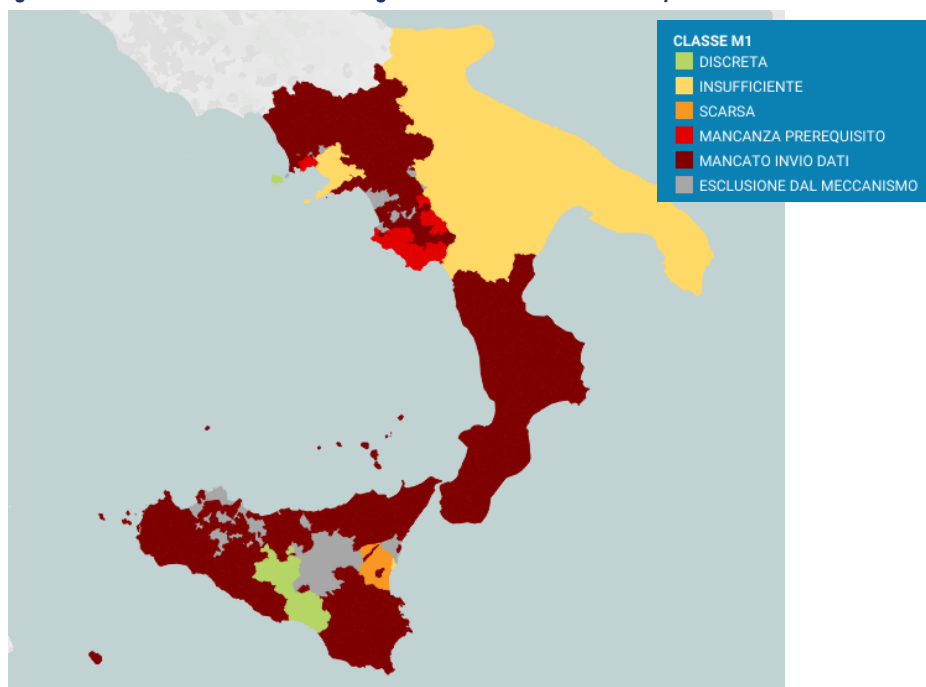 CLASSE M1
DISCRETA
INSUFFICIENTE
SCARSA
MANCANZA PREREQUISITO
MANCATO INVIO DATI
ESCLUSIONE DAL MECCANISMO